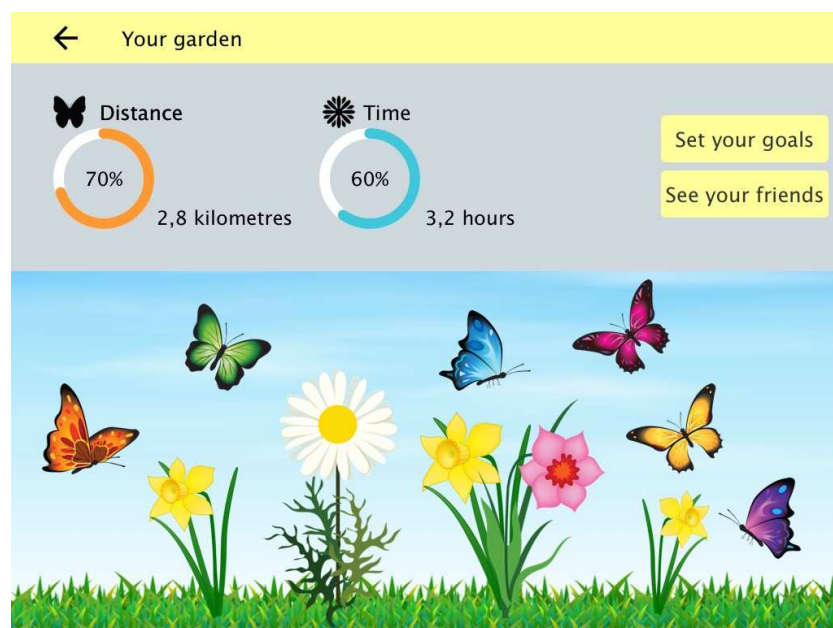 Your garden
Distance
70%
2,8 kilometres
Time
60%
3,2 hours
Set your goals
See your friends